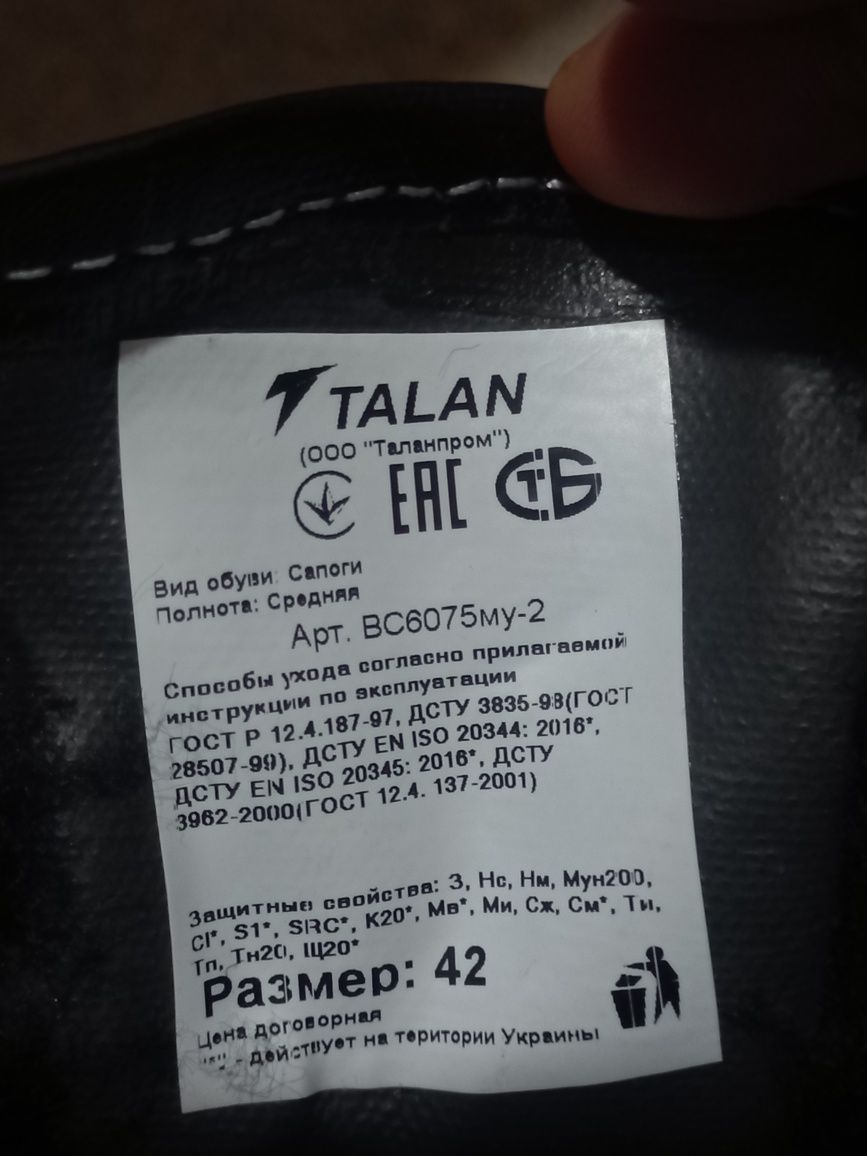 TALAN
(ООО "Таланпром")
ЕАС СТБ
Вид обуви: Сапоги
Полнота: Средняя
Арт. ВС6075му-2
Способы ухода согласно прилагаемой
инструкции по эксплуатации
ГОСТ Р 12.4.187-97, ДСТУ 3835-98(ГОСТ
28507-99), ДСТУ EN ISO 20344: 2016*,
ДСТУ EN ISO 20345: 2016*, ДСТУ
3962-2000(ГОСТ 12.4. 137-2001)
Защитные свойства: З, Нс, Нм, Мун200,
CI*, S1*, SRC*, К20*, Мв*, Ми, Сж, См*, Ти,
Тп, Тн20, Щ20*
Размер: 42
Цена договорная
"*" - действует на територии Украины